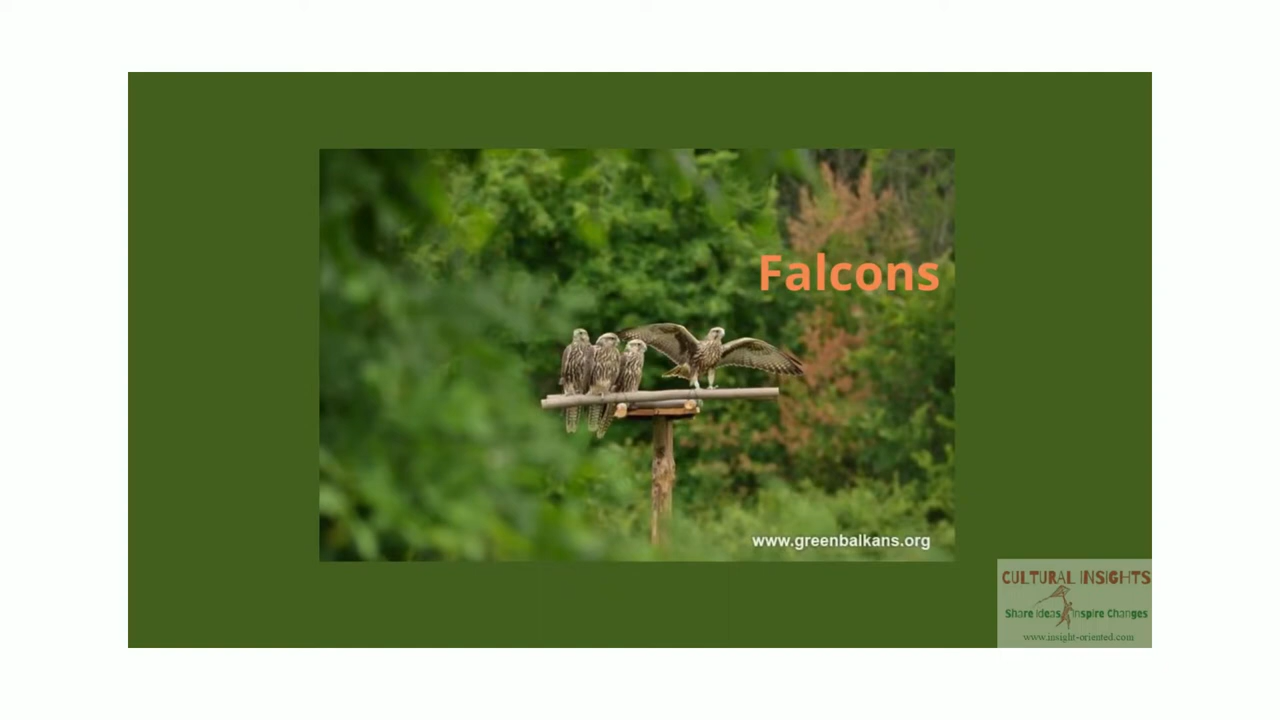 Falcons
www.greenbalkans.org
CULTURAL INSIGHTS
Share Ideas Inspire Changes
www.insight-oriented.com